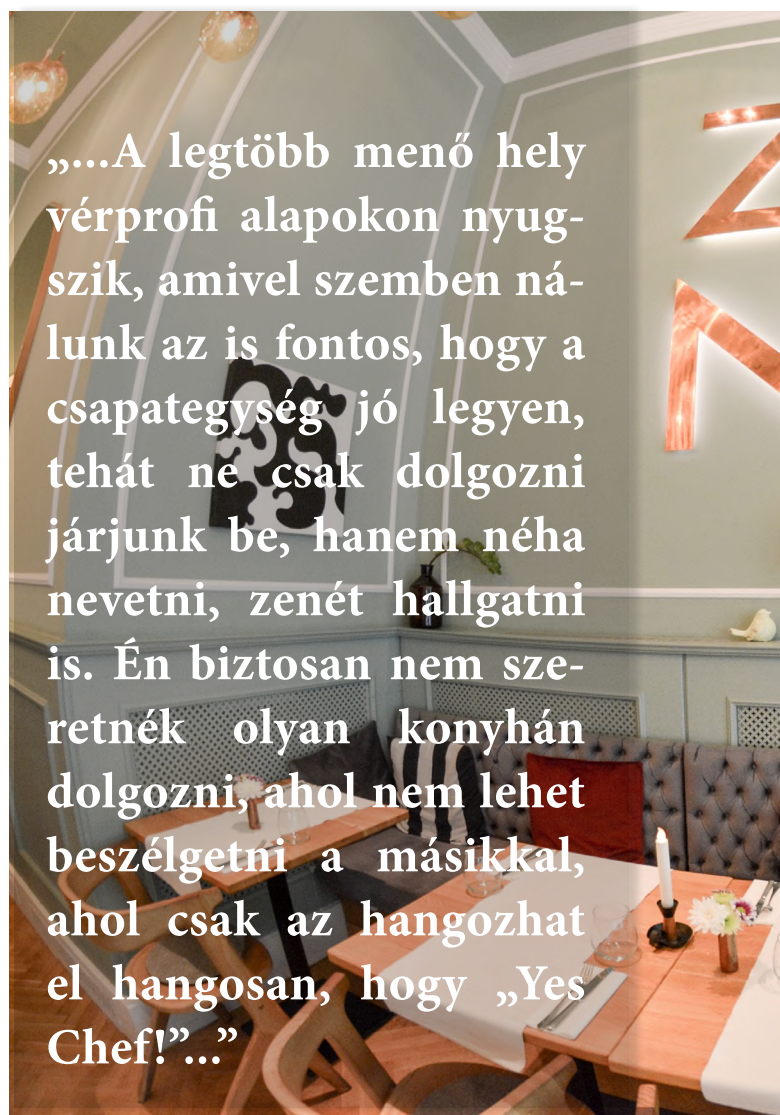 „...A legtöbb menő hely
vérprofi alapokon nyug-
szik, amivel szemben ná-
lunk az is fontos, hogy a
csapategység jó legyen,
tehát ne csak dolgozni
járjunk be, hanem néha
nevetni, zenét hallgatni
is. Én biztosan nem sze-
retnék olyan konyhán
dolgozni, ahol nem lehet
beszélgetni a másikkal,
ahol csak az hangozhat
el hangosan, hogy „Yes
Chef!”...”
Z
N